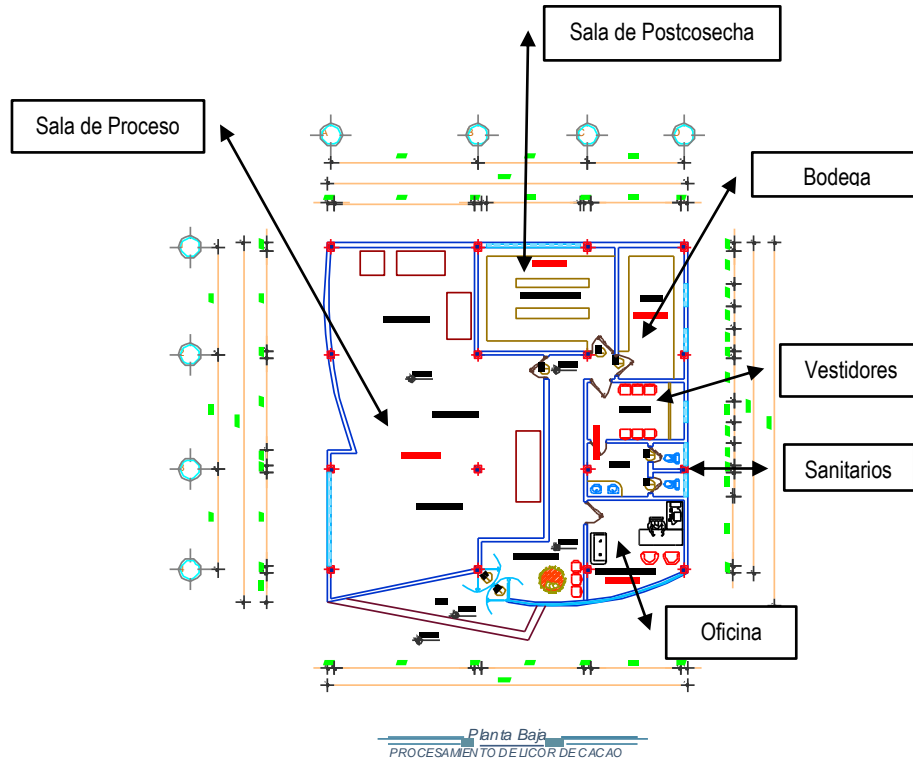 Sala de Postcosecha
Sala de Proceso
Bodega
Vestidores
Sanitarios
Oficina
Planta Baja
PROCESAMIENTO DE LICOR DE CACAO